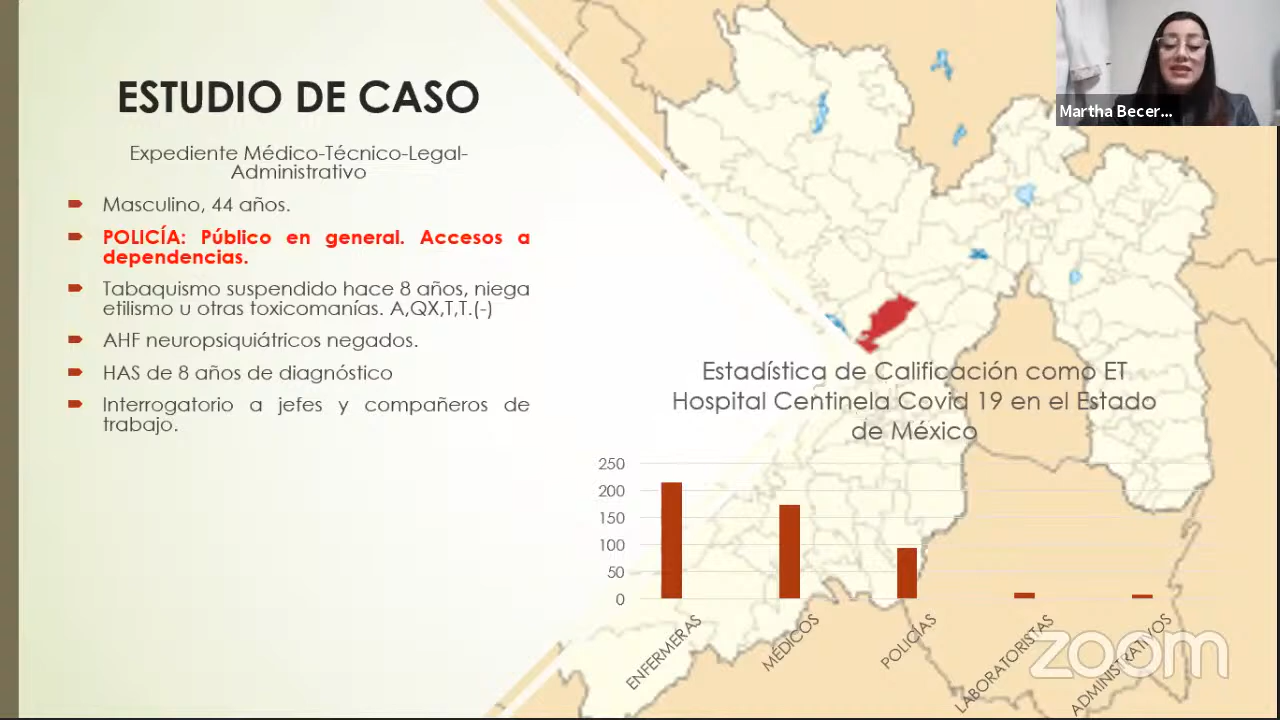 ESTUDIO DE CASO
Expediente Médico-Técnico-Legal-
Administrativo
Masculino, 44 años.
POLICÍA: Público en general. Accesos a
dependencias.
Tabaquismo suspendido hace 8 años, niega
etilismo u otras toxicomanías. A,QX,T,T.(-)
AHF neuropsiquiátricos negados.
HAS de 8 años de diagnóstico
Interrogatorio a jefes y compañeros de
trabajo.
Martha Becer...
Estadística de Calificación como ET
Hospital Centinela Covid 19 en el Estado
de México
250
200
150
100
50
0
ENFERMERAS
MÉDICOS
POLICÍAS
LABORATORISTAS
ADMINISTRATIVOS
zoom